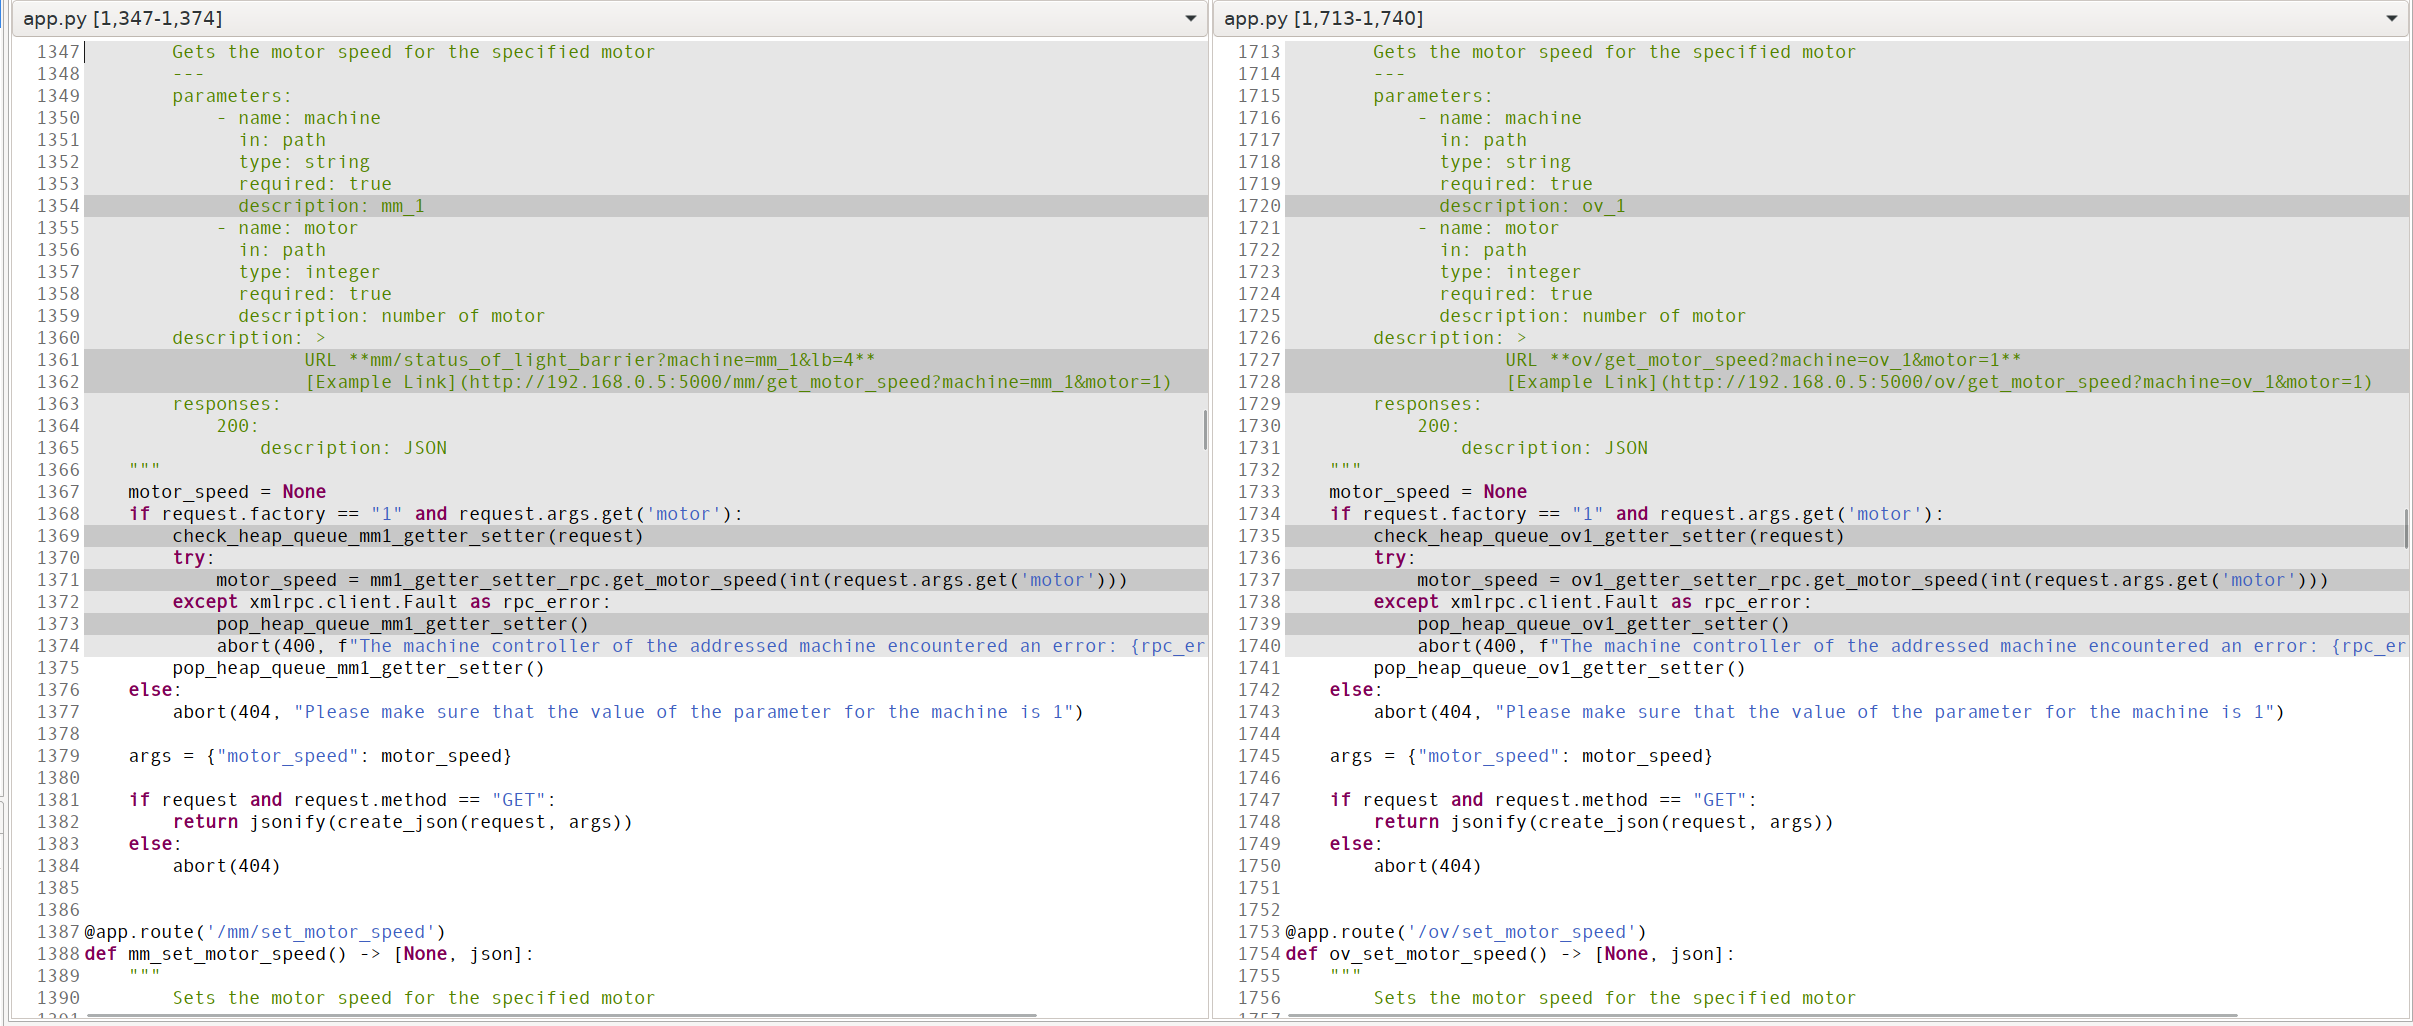 app.py [1,347-1,374]
1347        Gets the motor speed for the specified motor
1348        ---
1349        parameters:
1350            - name: machine
1351              in: path
1352              type: string
1353              required: true
1354              description: mm_1
1355            - name: motor
1356              in: path
1357              type: integer
1358              required: true
1359              description: number of motor
1360        description: >
1361                    URL **mm/status_of_light_barrier?machine=mm_1&lb=4**
1362                    [Example Link](http://192.168.0.5:5000/mm/get_motor_speed?machine=mm_1&motor=1)
1363        responses:
1364            200:
1365                description: JSON
1366    """
1367    motor_speed = None
1368    if request.factory == "1" and request.args.get('motor'):
1369        check_heap_queue_mm1_getter_setter(request)
1370        try:
1371            motor_speed = mm1_getter_setter_rpc.get_motor_speed(int(request.args.get('motor')))
1372        except xmlrpc.client.Fault as rpc_error:
1373            pop_heap_queue_mm1_getter_setter()
1374            abort(400, f"The machine controller of the addressed machine encountered an error: {rpc_er
1375        pop_heap_queue_mm1_getter_setter()
1376    else:
1377        abort(404, "Please make sure that the value of the parameter for the machine is 1")
1378
1379    args = {"motor_speed": motor_speed}
1380
1381    if request and request.method == "GET":
1382        return jsonify(create_json(request, args))
1383    else:
1384        abort(404)
1385
1386
1387 @app.route('/mm/set_motor_speed')
1388 def mm_set_motor_speed() -> [None, json]:
1389    """
1390        Sets the motor speed for the specified motor
app.py [1,713-1,740]
1713        Gets the motor speed for the specified motor
1714        ---
1715        parameters:
1716            - name: machine
1717              in: path
1718              type: string
1719              required: true
1720              description: ov_1
1721            - name: motor
1722              in: path
1723              type: integer
1724              required: true
1725              description: number of motor
1726        description: >
1727                    URL **ov/get_motor_speed?machine=ov_1&motor=1**
1728                    [Example Link](http://192.168.0.5:5000/ov/get_motor_speed?machine=ov_1&motor=1)
1729        responses:
1730            200:
1731                description: JSON
1732    """
1733    motor_speed = None
1734    if request.factory == "1" and request.args.get('motor'):
1735        check_heap_queue_ov1_getter_setter(request)
1736        try:
1737            motor_speed = ov1_getter_setter_rpc.get_motor_speed(int(request.args.get('motor')))
1738        except xmlrpc.client.Fault as rpc_error:
1739            pop_heap_queue_ov1_getter_setter()
1740            abort(400, f"The machine controller of the addressed machine encountered an error: {rpc_er
1741        pop_heap_queue_ov1_getter_setter()
1742    else:
1743        abort(404, "Please make sure that the value of the parameter for the machine is 1")
1744
1745    args = {"motor_speed": motor_speed}
1746
1747    if request and request.method == "GET":
1748        return jsonify(create_json(request, args))
1749    else:
1750        abort(404)
1751
1752
1753 @app.route('/ov/set_motor_speed')
1754 def ov_set_motor_speed() -> [None, json]:
1755    """
1756        Sets the motor speed for the specified motor